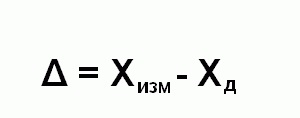 Δ = Xизм - Xд